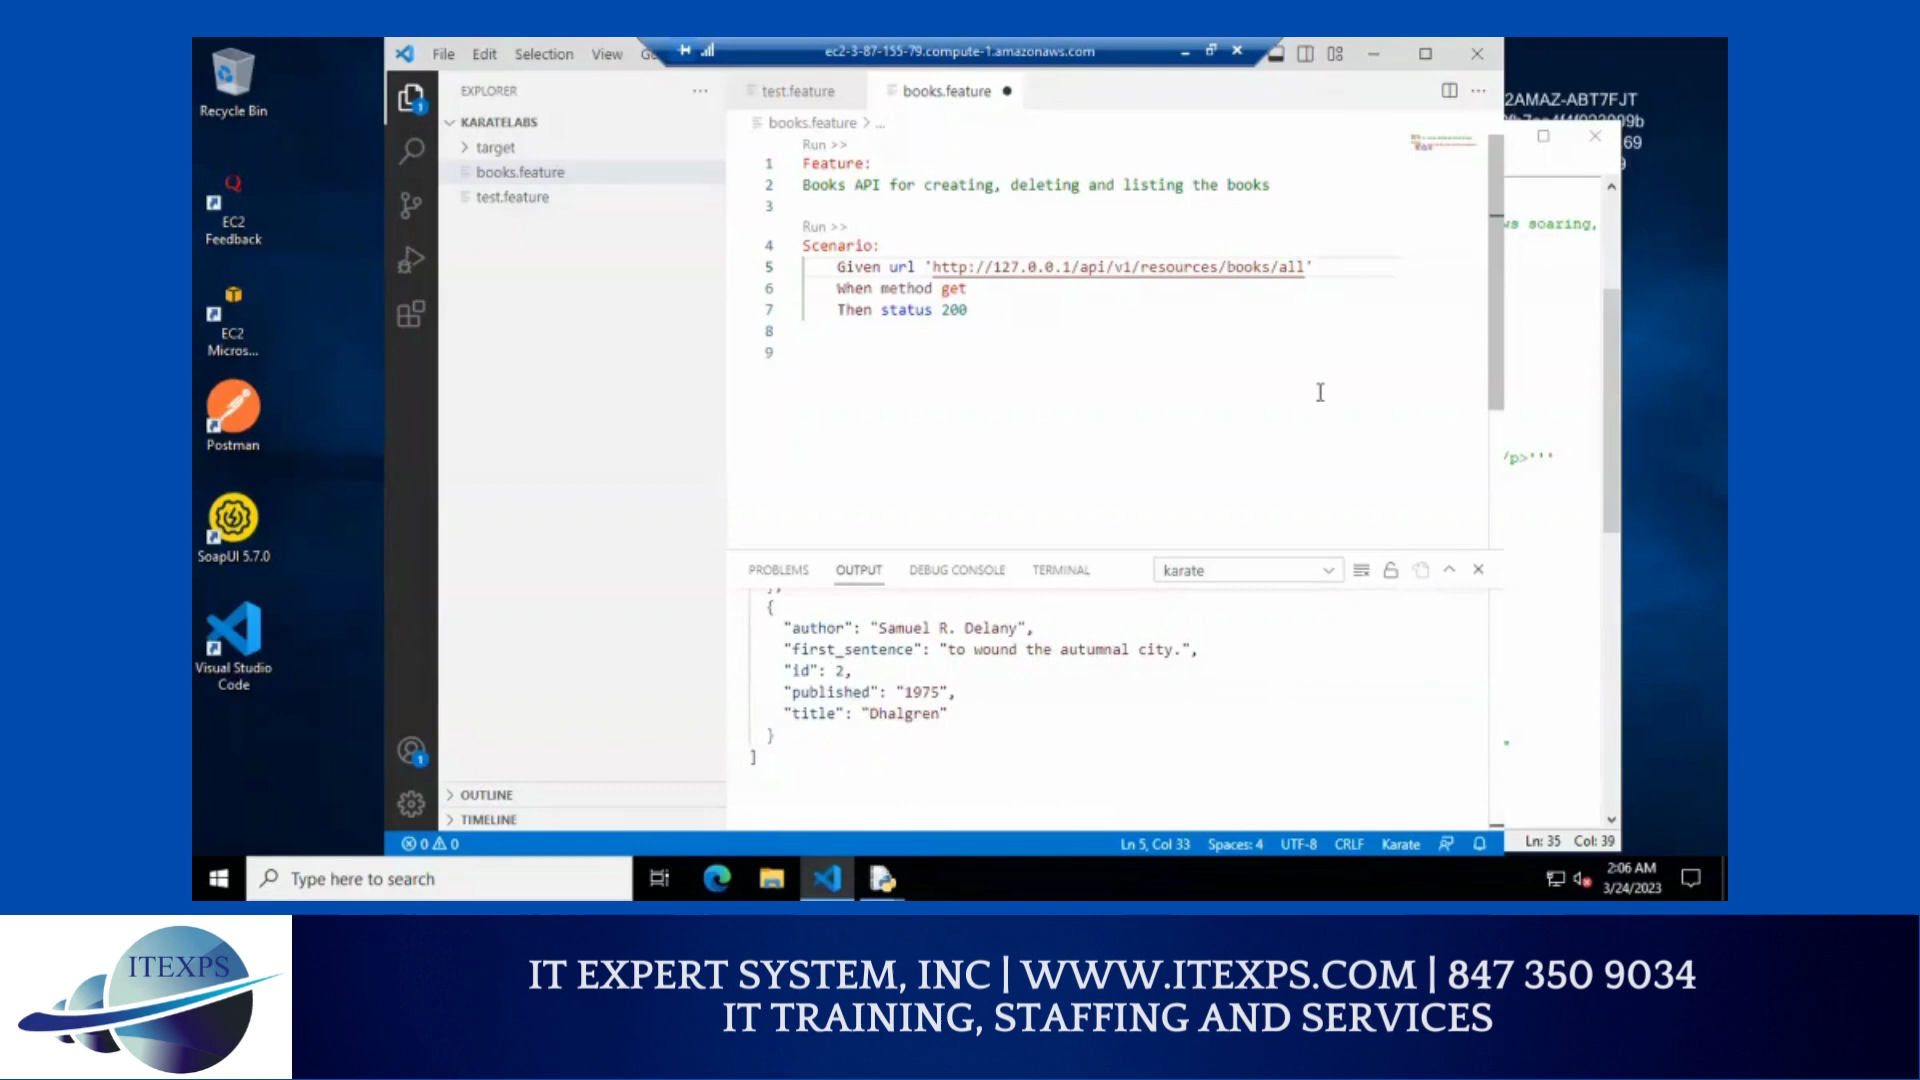 Recycle Bin
EC2
Feedback
EC2
Micros...
Postman
SoapUI 5.7.0
Visual Studio
Code
File Edit Selection View
ec2-3-87-155-79.compute-1.amazonaws.com
EXPLORER
KARATELABS
target
books.feature
test.feature
OUTLINE
TIMELINE
test.feature books.feature
books.feature > ...
Run >>
1 Feature:
2 Books API for creating, deleting and listing the books
3
Run >>
4 Scenario:
5 Given url 'http://127.0.0.1/api/v1/resources/books/all'
6 When method get
7 Then status 200
8
9
PROBLEMS OUTPUT DEBUG CONSOLE TERMINAL karate
{
"author": "Samuel R. Delany",
"first_sentence": "to wound the autumnal city.",
"id": 2,
"published": "1975",
"title": "Dhalgren"
}
]
0 0 Ln 5, Col 33 Spaces: 4 UTF-8 CRLF Karate
2AMAZ-ABT7FJT
69
soaring,
/p>'''
Ln: 35 Col: 39
Type here to search
2:06 AM
3/24/2023
ITEXPS
IT EXPERT SYSTEM, INC | WWW.ITEXPS.COM | 847 350 9034
IT TRAINING, STAFFING AND SERVICES